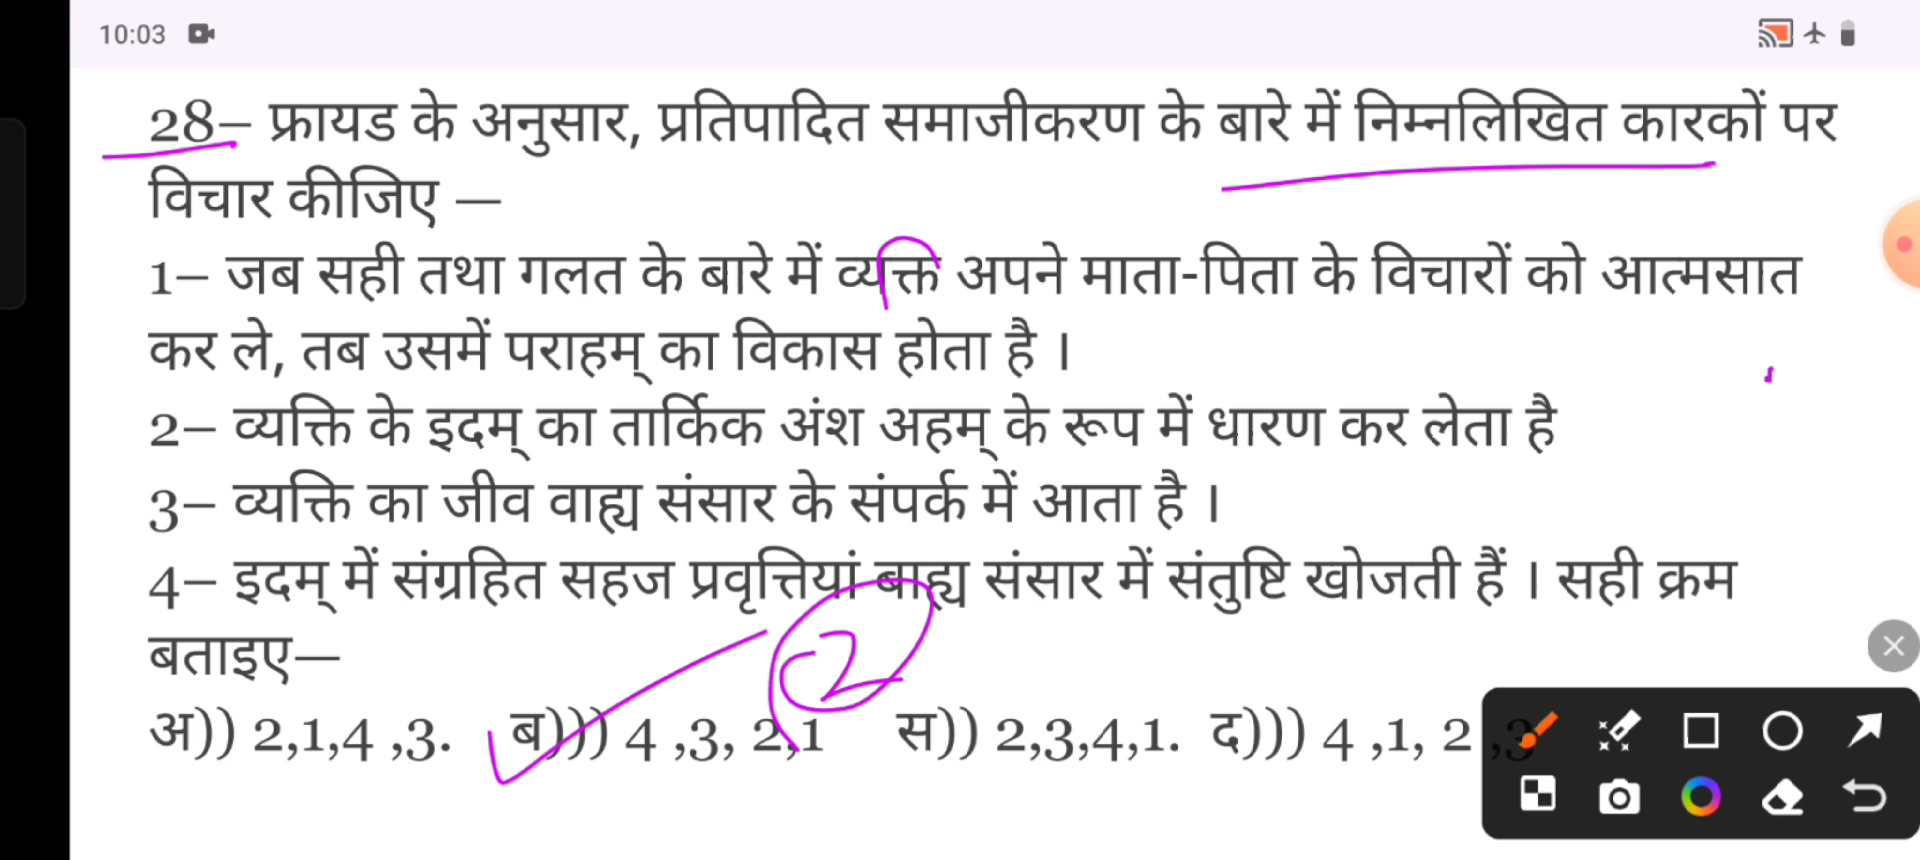 10:03
28– फ्रायड के अनुसार, प्रतिपादित समाजीकरण के बारे में निम्नलिखित कारकों पर
विचार कीजिए —
1– जब सही तथा गलत के बारे में व्यक्त अपने माता-पिता के विचारों को आत्मसात
कर ले, तब उसमें पराहम् का विकास होता है ।
2– व्यक्ति के इदम् का तार्किक अंश अहम् के रूप में धारण कर लेता है
3– व्यक्ति का जीव वाह्य संसार के संपर्क में आता है ।
4– इदम् में संग्रहित सहज प्रवृत्तियां बाह्य संसार में संतुष्टि खोजती हैं । सही क्रम
बताइए—
2
अ)) 2,1,4 ,3. ब))) 4 ,3, 2,1 स)) 2,3,4,1. द))) 4 ,1, 2 ,3